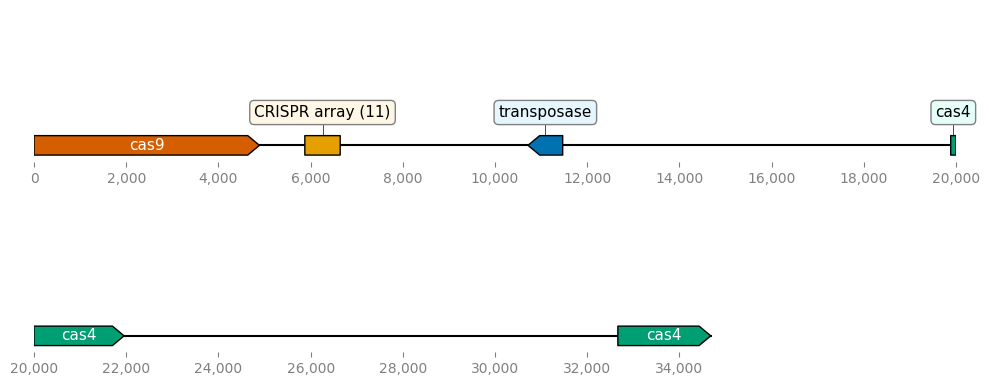 CRISPR array (11) transposase cas4
cas9
0 2,000 4,000 6,000 8,000 10,000 12,000 14,000 16,000 18,000 20,000
cas4 cas4
20,000 22,000 24,000 26,000 28,000 30,000 32,000 34,000